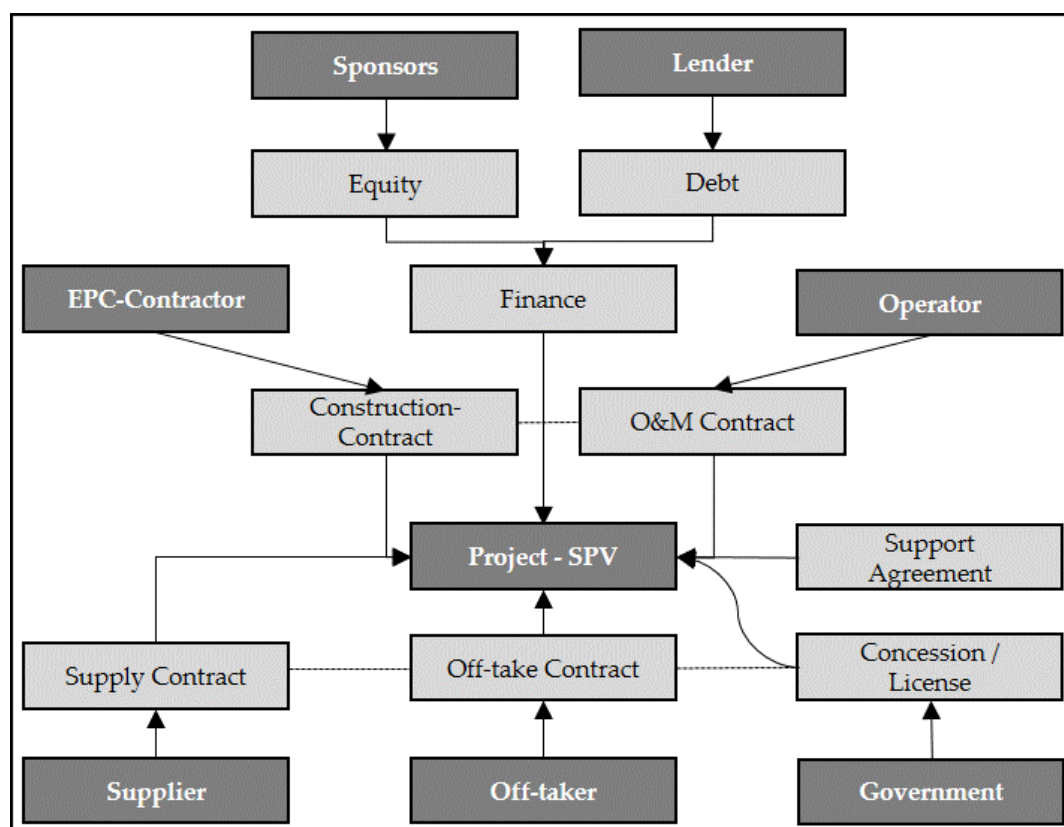 Sponsors
Lender
Equity
Debt
EPC-Contractor
Finance
Operator
Construction-
Contract
O&M Contract
Project - SPV
Support
Agreement
Supply Contract
Off-take Contract
Concession /
License
Supplier
Off-taker
Government